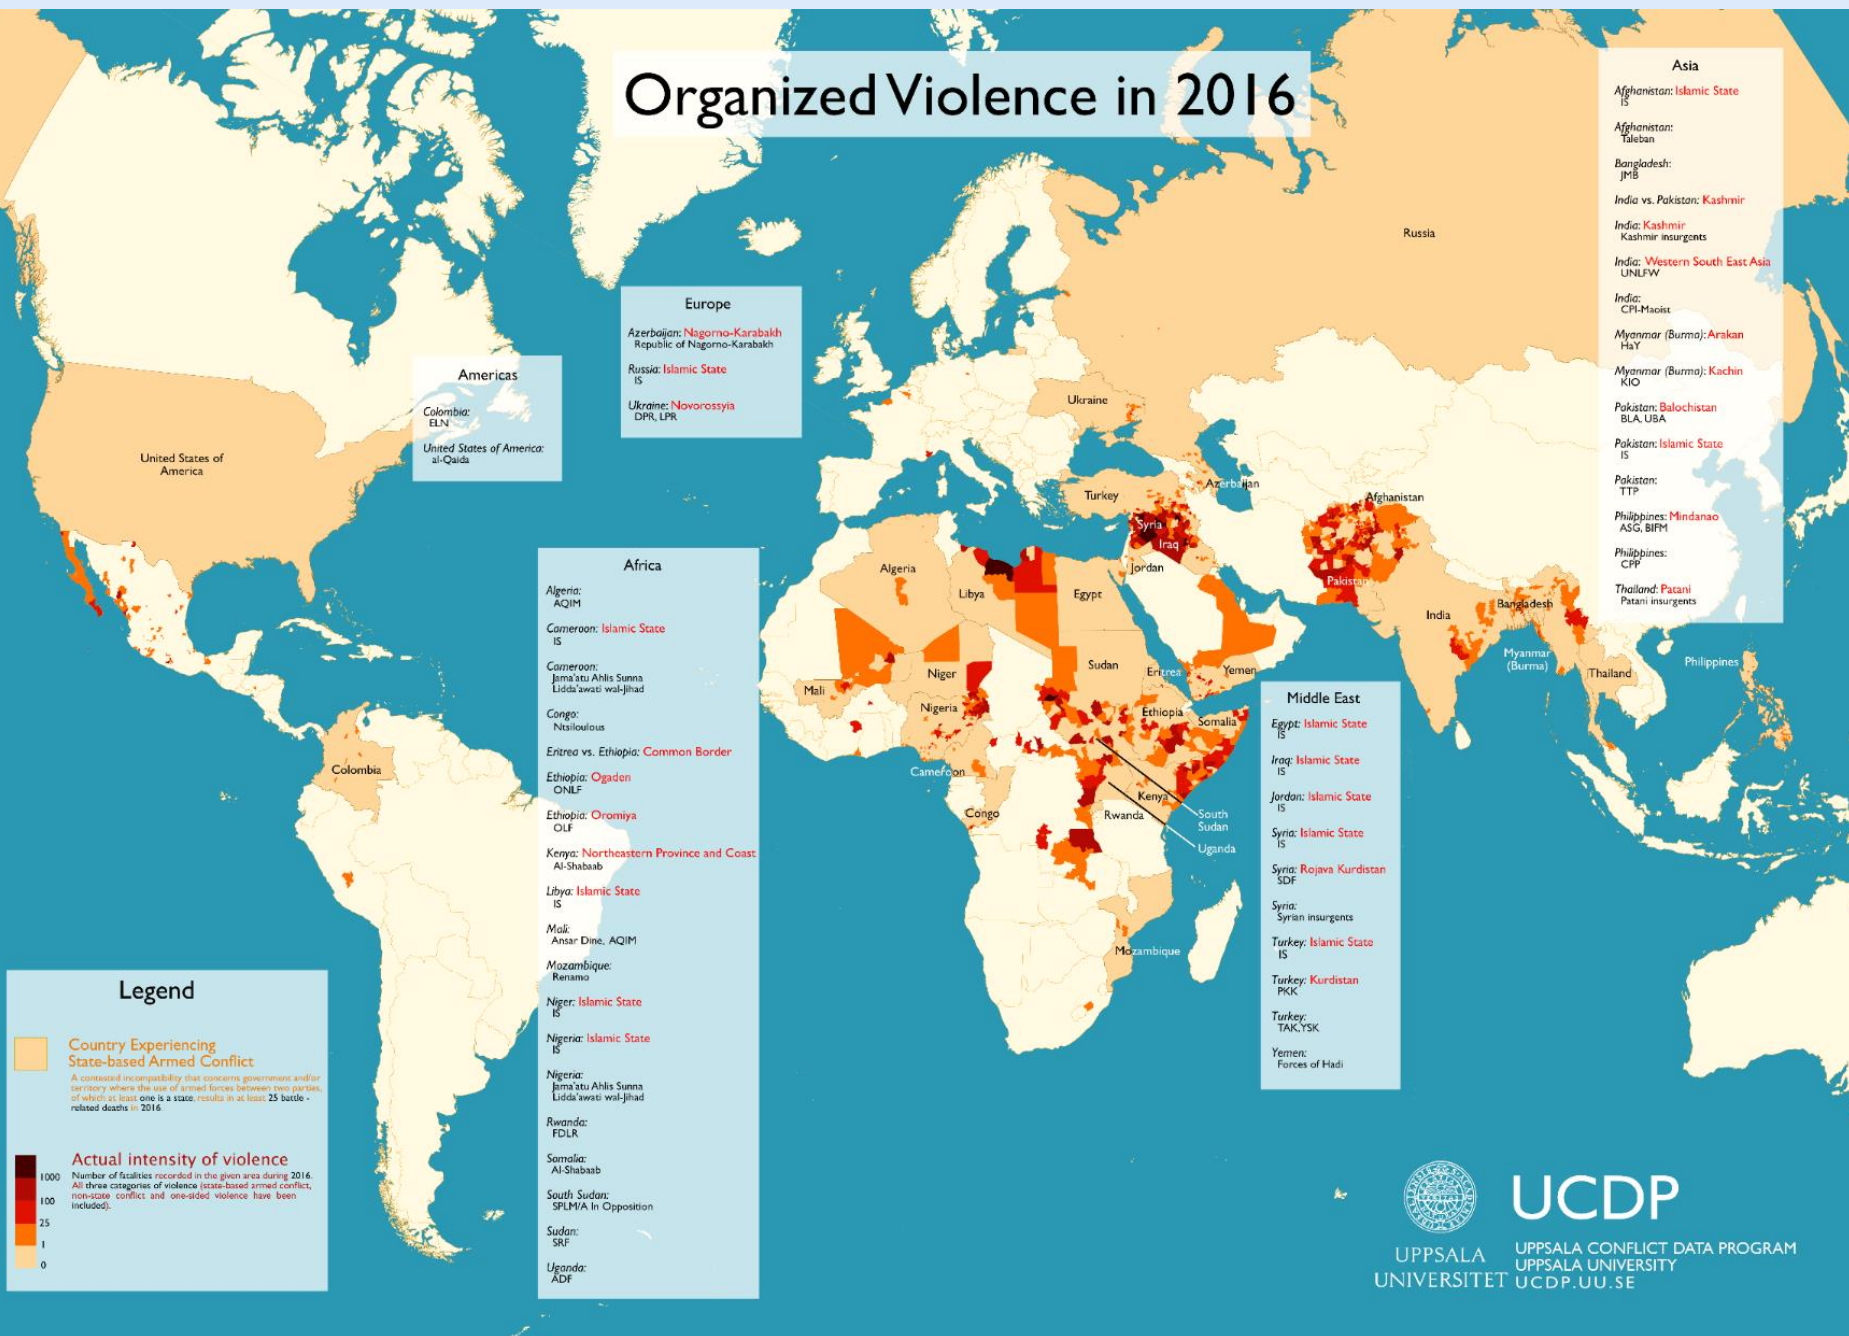 Organized Violence in 2016
Asia
Afghanistan: Islamic State
IS
Afghanistan:
Taleban
Bangladesh:
JMB
India vs. Pakistan: Kashmir
India: Kashmir
Kashmir insurgents
India: Western South East Asia
UNLFW
India:
CPI-Maoist
Myanmar (Burma): Arakan
HaY
Myanmar (Burma): Kachin
KIO
Pakistan: Balochistan
BLA, UBA
Pakistan: Islamic State
IS
Pakistan:
TTP
Philippines: Mindanao
ASG, BIFM
Philippines:
CPP
Thailand: Patani
Patani insurgents
Europe
Azerbaijan: Nagorno-Karabakh
Republic of Nagorno-Karabakh
Russia: Islamic State
IS
Ukraine: Novorossyia
DPR, LPR
Americas
Colombia:
ELN
United States of America:
al-Qaida
Africa
Algeria:
AQIM
Cameroon: Islamic State
IS
Cameroon:
Jama'atu Ahlis Sunna
Lidda'awati wal-Jihad
Congo:
Ntsiloulous
Eritrea vs. Ethiopia: Common Border
Ethiopia: Ogaden
ONLF
Ethiopia: Oromiya
OLF
Kenya: Northeastern Province and Coast
Al-Shabaab
Libya: Islamic State
IS
Mali:
Ansar Dine, AQIM
Mozambique:
Renamo
Niger: Islamic State
IS
Nigeria: Islamic State
IS
Nigeria:
Jama'atu Ahlis Sunna
Lidda'awati wal-Jihad
Rwanda:
FDLR
Somalia:
Al-Shabaab
South Sudan:
SPLM/A In Opposition
Sudan:
SRF
Uganda:
ADF
Middle East
Egypt: Islamic State
IS
Iraq: Islamic State
IS
Jordan: Islamic State
IS
Syria: Islamic State
IS
Syria: Rojava Kurdistan
SDF
Syria:
Syrian insurgents
Turkey: Islamic State
IS
Turkey: Kurdistan
PKK
Turkey:
TAK, YSK
Yemen:
Forces of Hadi
Russia
Ukraine
United States of
America
Turkey
Azerbaijan
Afghanistan
Syria
Iraq
Jordan
Pakistan
Algeria
Libya
Egypt
India
Bangladesh
Myanmar
(Burma)
Thailand
Philippines
Mali
Niger
Sudan
Eritrea
Yemen
Nigeria
Ethiopia
Somalia
Cameroon
Colombia
Congo
Kenya
Rwanda
South
Sudan
Uganda
Mozambique
Legend
Country Experiencing
State-based Armed Conflict
A contested incompatibility that concerns government and/or
territory where the use of armed forces between two parties,
of which at least one is a state, results in at least 25 battle -
related deaths in 2016
Actual intensity of violence
Number of fatalities recorded in the given area during 2016.
All three categories of violence (state-based armed conflict,
non-state conflict and one-sided violence have been
included).
1000
100
25
1
0
UCDP
UPPSALA
UNIVERSITET
UPPSALA CONFLICT DATA PROGRAM
UPPSALA UNIVERSITY
UCDP.UU.SE